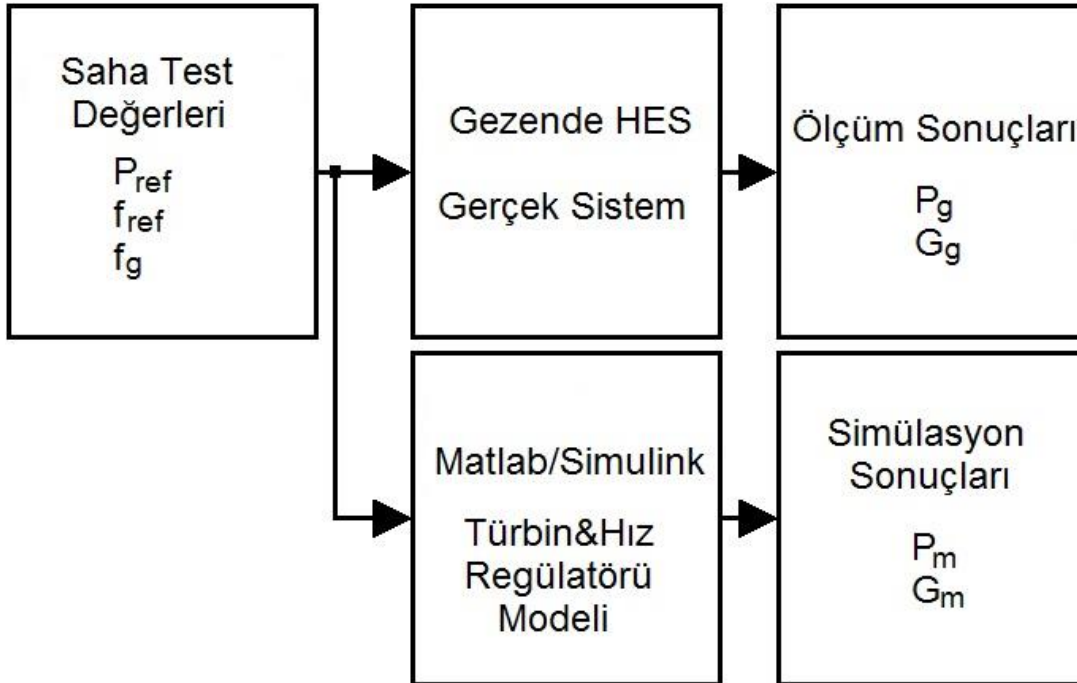 Saha Test
Değerleri
Pref
fref
fg
Gezende HES
Gerçek Sistem
Ölçüm Sonuçları
Pg
Gg
Matlab/Simulink
Türbin&Hız
Regülatörü
Modeli
Simülasyon
Sonuçları
Pm
Gm